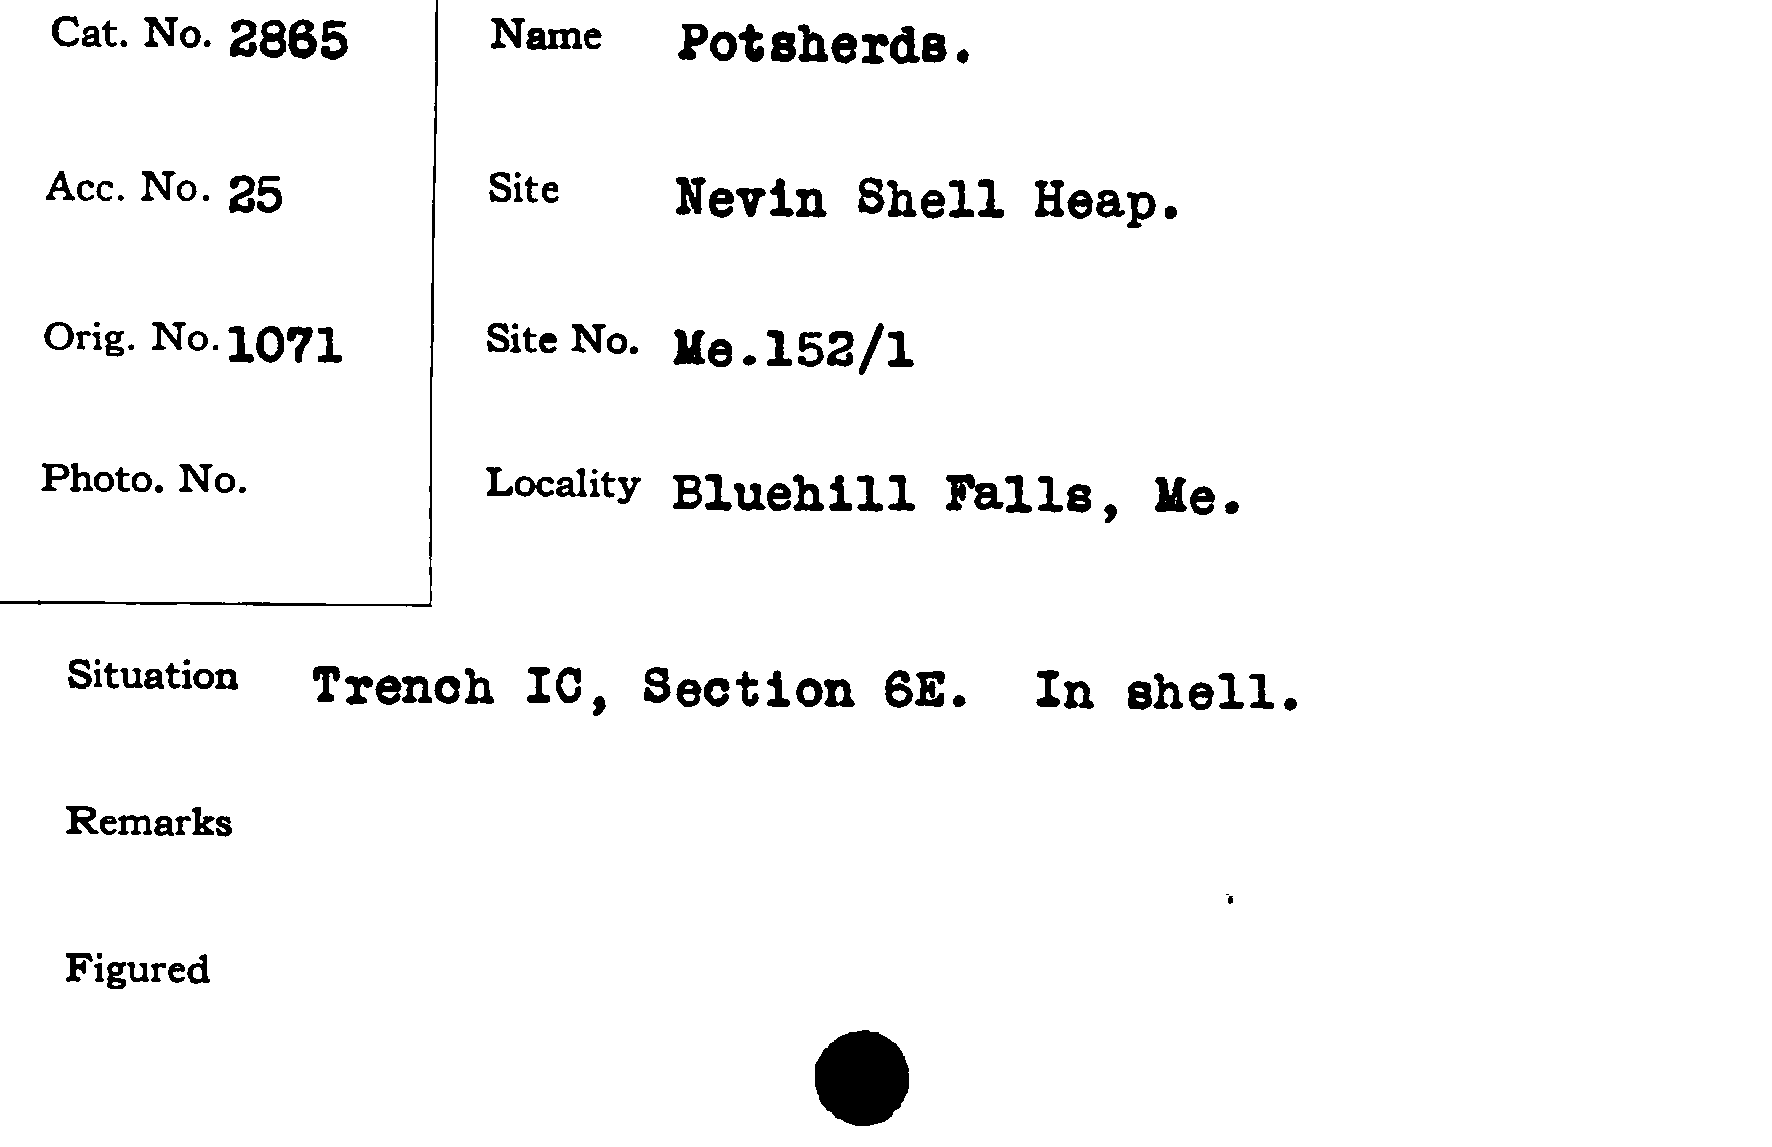 Cat. No. 2865
Name Potsherds.
Acc. No. 25
Site Nevin Shell Heap.
Orig. No. 1071
Site No. Me.152/1
Photo. No.
Locality Bluehill Falls, Me.
Situation Trench IC, Section 6E. In shell.
Remarks
Figured